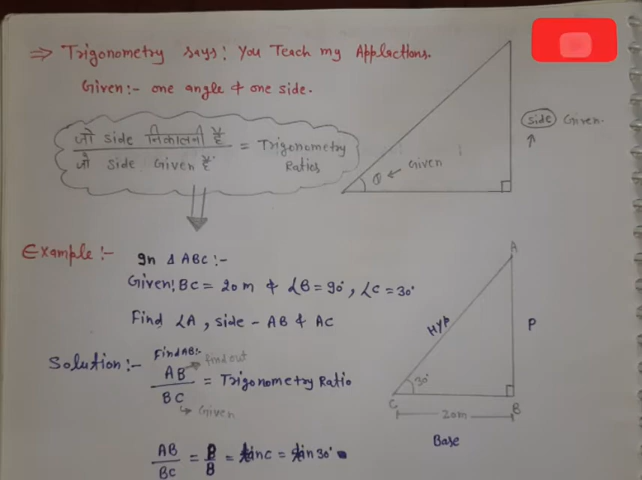 ⇒ Trigonometry says: You Teach my Applections.
Given:- one angle & one side.
जो side निकालनी है
जो side Given है
= Trigonometry Ratios
θ ← Given
side Given.
Example:- In Δ ABC:-
Given: BC = 20 m & ∠B = 90°, ∠C = 30°
Find ∠A, side - AB & AC
Solution:- Find AB:-
AB → find out
BC → Given
= Trigonometry Ratio
AB/BC = P/B = tan C = tan 30°
A
HYP
P
30°
C
B
20m
Base